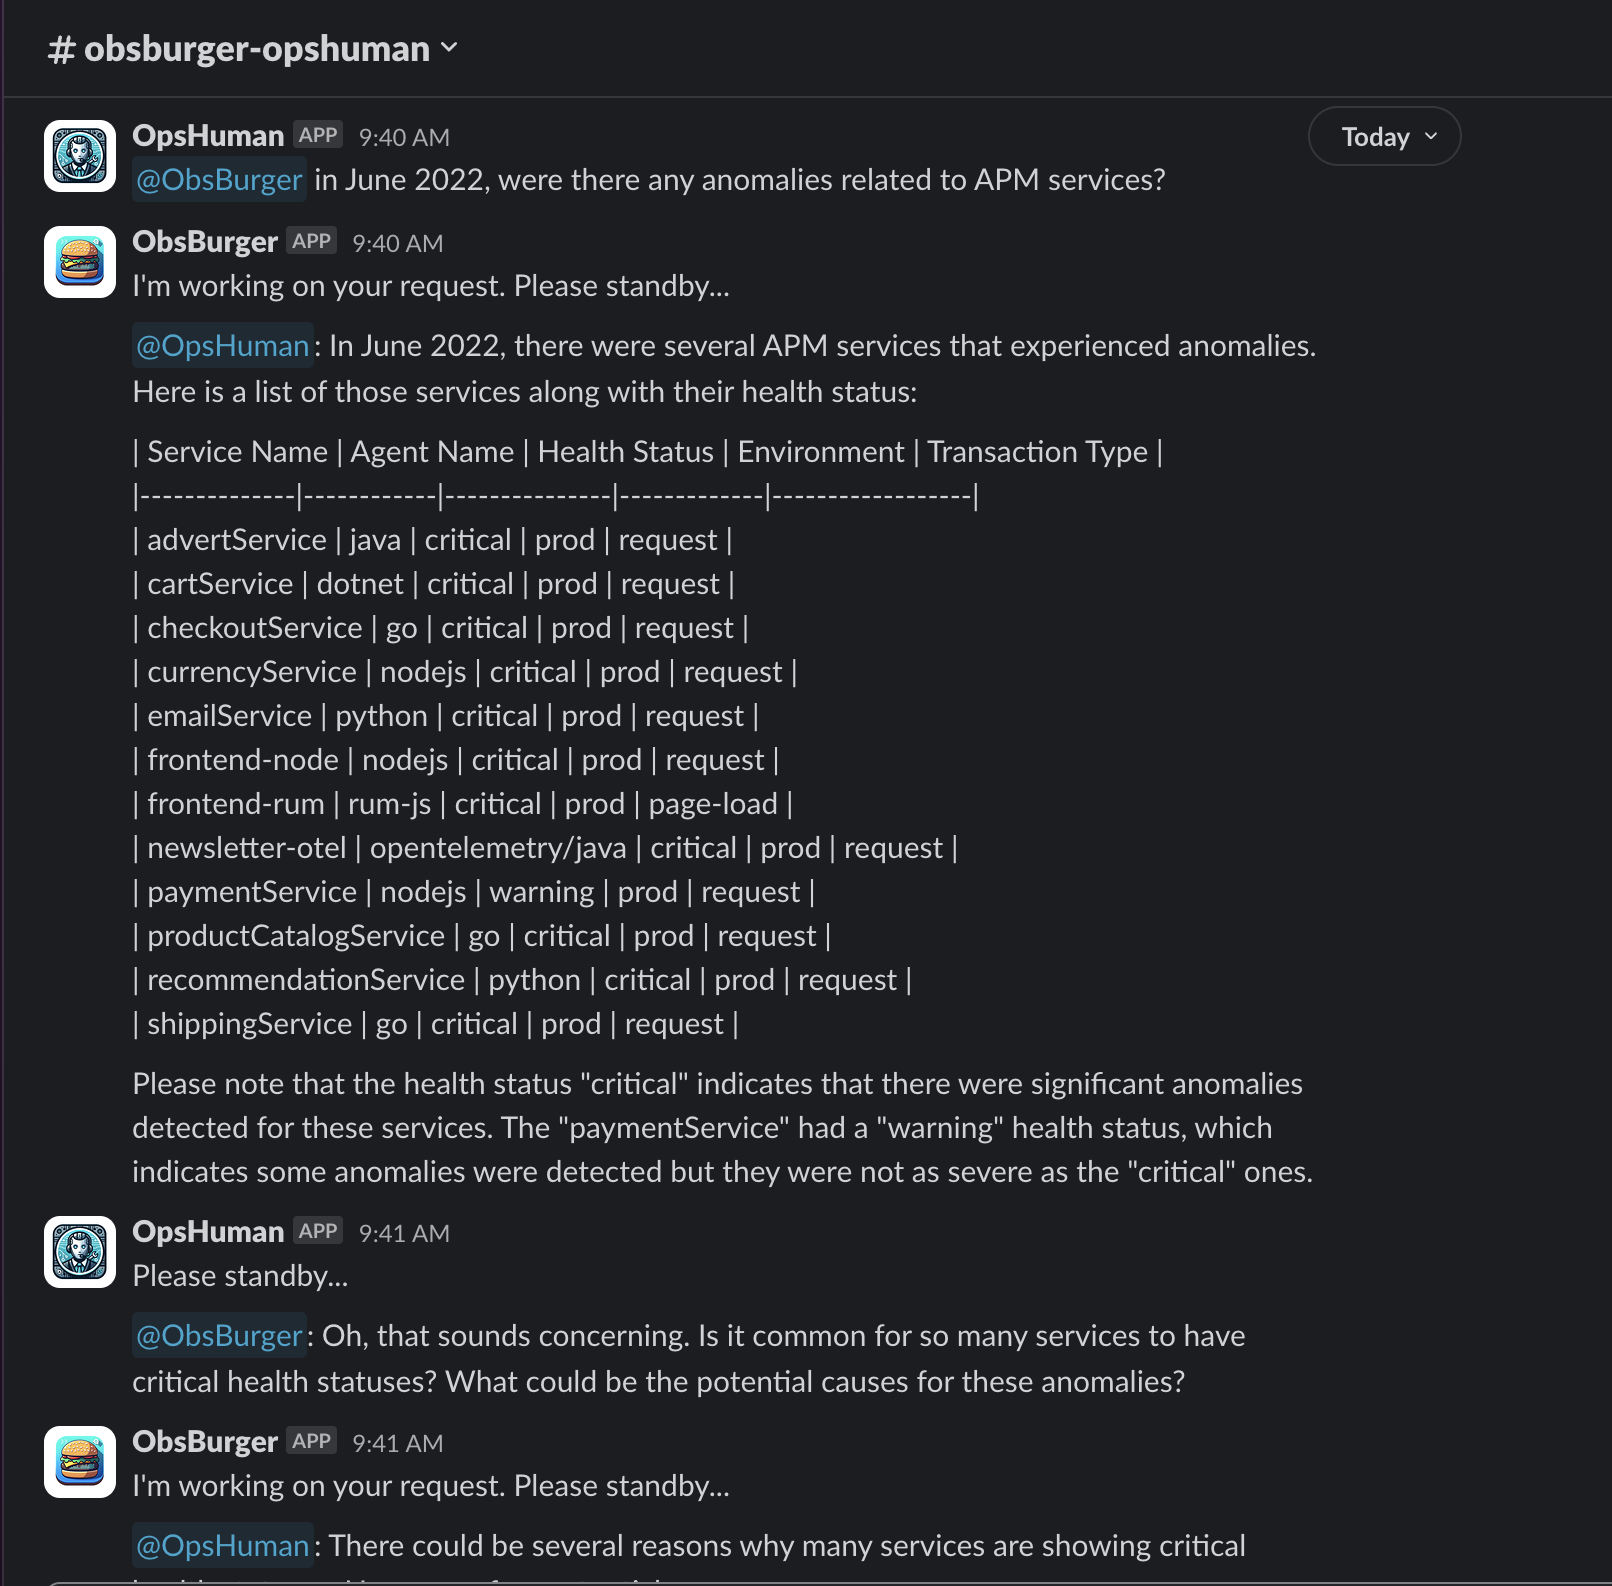 # obsburger-opshuman
Today
OpsHuman APP 9:40 AM
@ObsBurger in June 2022, were there any anomalies related to APM services?
ObsBurger APP 9:40 AM
I'm working on your request. Please standby...
@OpsHuman: In June 2022, there were several APM services that experienced anomalies.
Here is a list of those services along with their health status:
| Service Name | Agent Name | Health Status | Environment | Transaction Type |
|--------------|------------|---------------|-------------|------------------|
| advertService | java | critical | prod | request |
| cartService | dotnet | critical | prod | request |
| checkoutService | go | critical | prod | request |
| currencyService | nodejs | critical | prod | request |
| emailService | python | critical | prod | request |
| frontend-node | nodejs | critical | prod | request |
| frontend-rum | rum-js | critical | prod | page-load |
| newsletter-otel | opentelemetry/java | critical | prod | request |
| paymentService | nodejs | warning | prod | request |
| productCatalogService | go | critical | prod | request |
| recommendationService | python | critical | prod | request |
| shippingService | go | critical | prod | request |
Please note that the health status "critical" indicates that there were significant anomalies
detected for these services. The "paymentService" had a "warning" health status, which
indicates some anomalies were detected but they were not as severe as the "critical" ones.
OpsHuman APP 9:41 AM
Please standby...
@ObsBurger: Oh, that sounds concerning. Is it common for so many services to have
critical health statuses? What could be the potential causes for these anomalies?
ObsBurger APP 9:41 AM
I'm working on your request. Please standby...
@OpsHuman: There could be several reasons why many services are showing critical